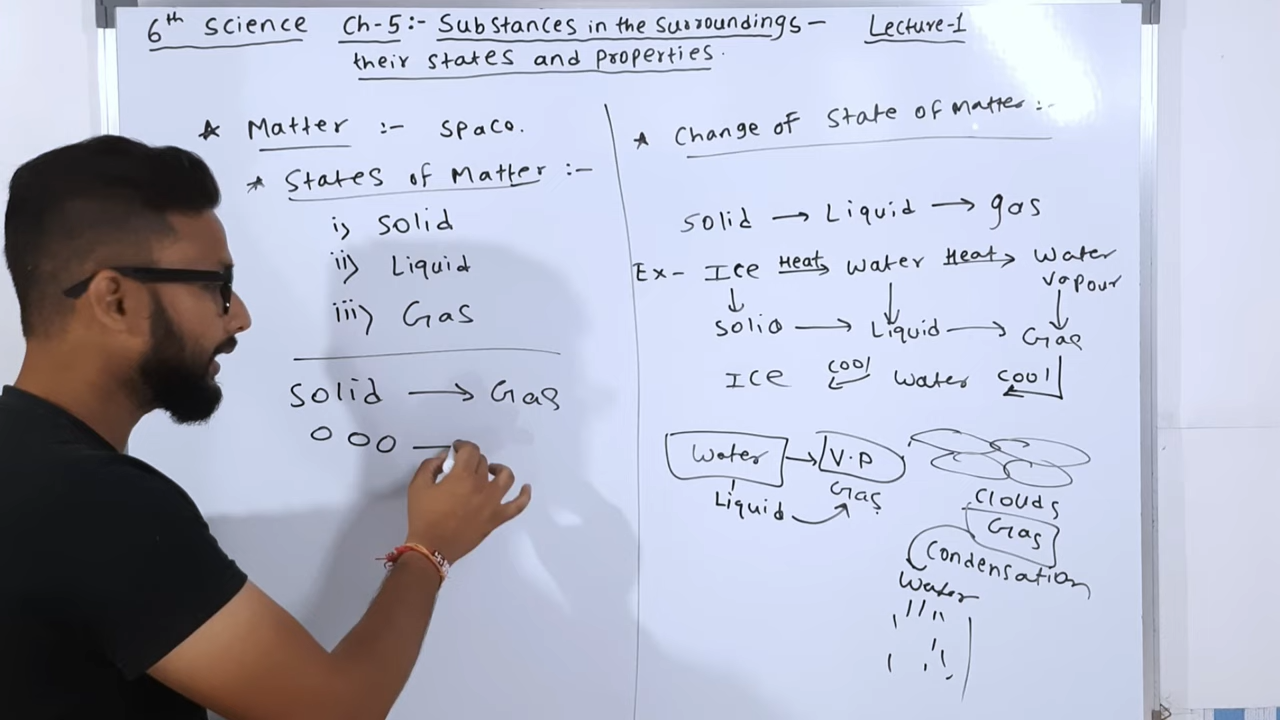 6th Science Ch-5:- Substances in the Surroundings - Lecture-1
their states and properties.
* Matter :- space.
* States of Matter :-
i) Solid
ii) Liquid
iii) Gas
Solid → Gas
O O O —
* Change of State of Matter :-
Solid → Liquid → gas
Ex- Ice Heat→ Water Heat→ Water
vapour
↓ ↓ ↓
Solid → Liquid → Gas
ICE cool ← Water cool ←
Water → V.P
Liquid Gas
Clouds
Gas
Condensation
Water